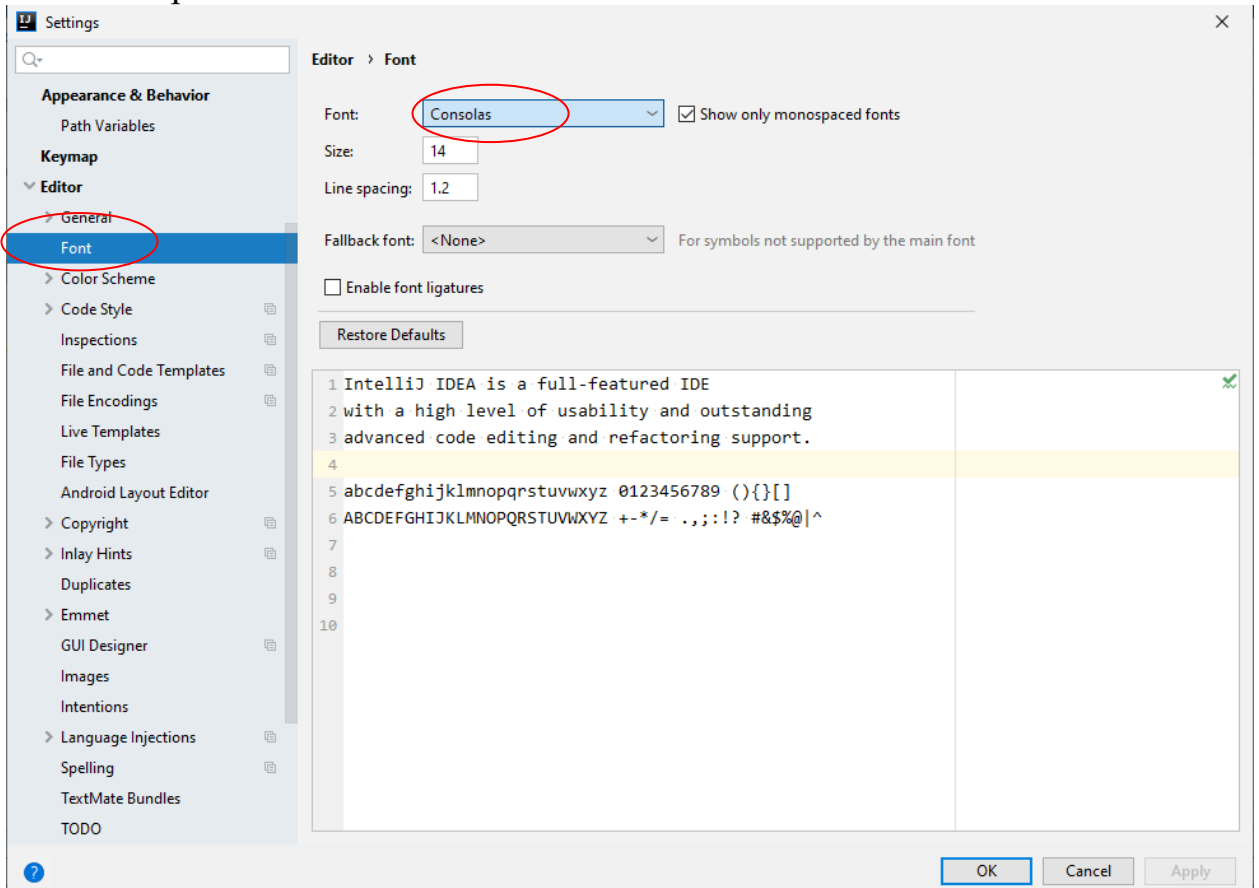 Settings
Appearance & Behavior
Path Variables
Keymap
Editor
General
Font
Color Scheme
Code Style
Inspections
File and Code Templates
File Encodings
Live Templates
File Types
Android Layout Editor
Copyright
Inlay Hints
Duplicates
Emmet
GUI Designer
Images
Intentions
Language Injections
Spelling
TextMate Bundles
TODO
Editor › Font
Font: Consolas Show only monospaced fonts
Size: 14
Line spacing: 1.2
Fallback font: <None> For symbols not supported by the main font
Enable font ligatures
Restore Defaults
1 IntelliJ IDEA is a full-featured IDE
2 with a high level of usability and outstanding
3 advanced code editing and refactoring support.
4
5 abcdefghijklmnopqrstuvwxyz 0123456789 (){}[]
6 ABCDEFGHIJKLMNOPQRSTUVWXYZ +-*/= .,;:!? #&$%@|^
7
8
9
10
? OK Cancel Apply